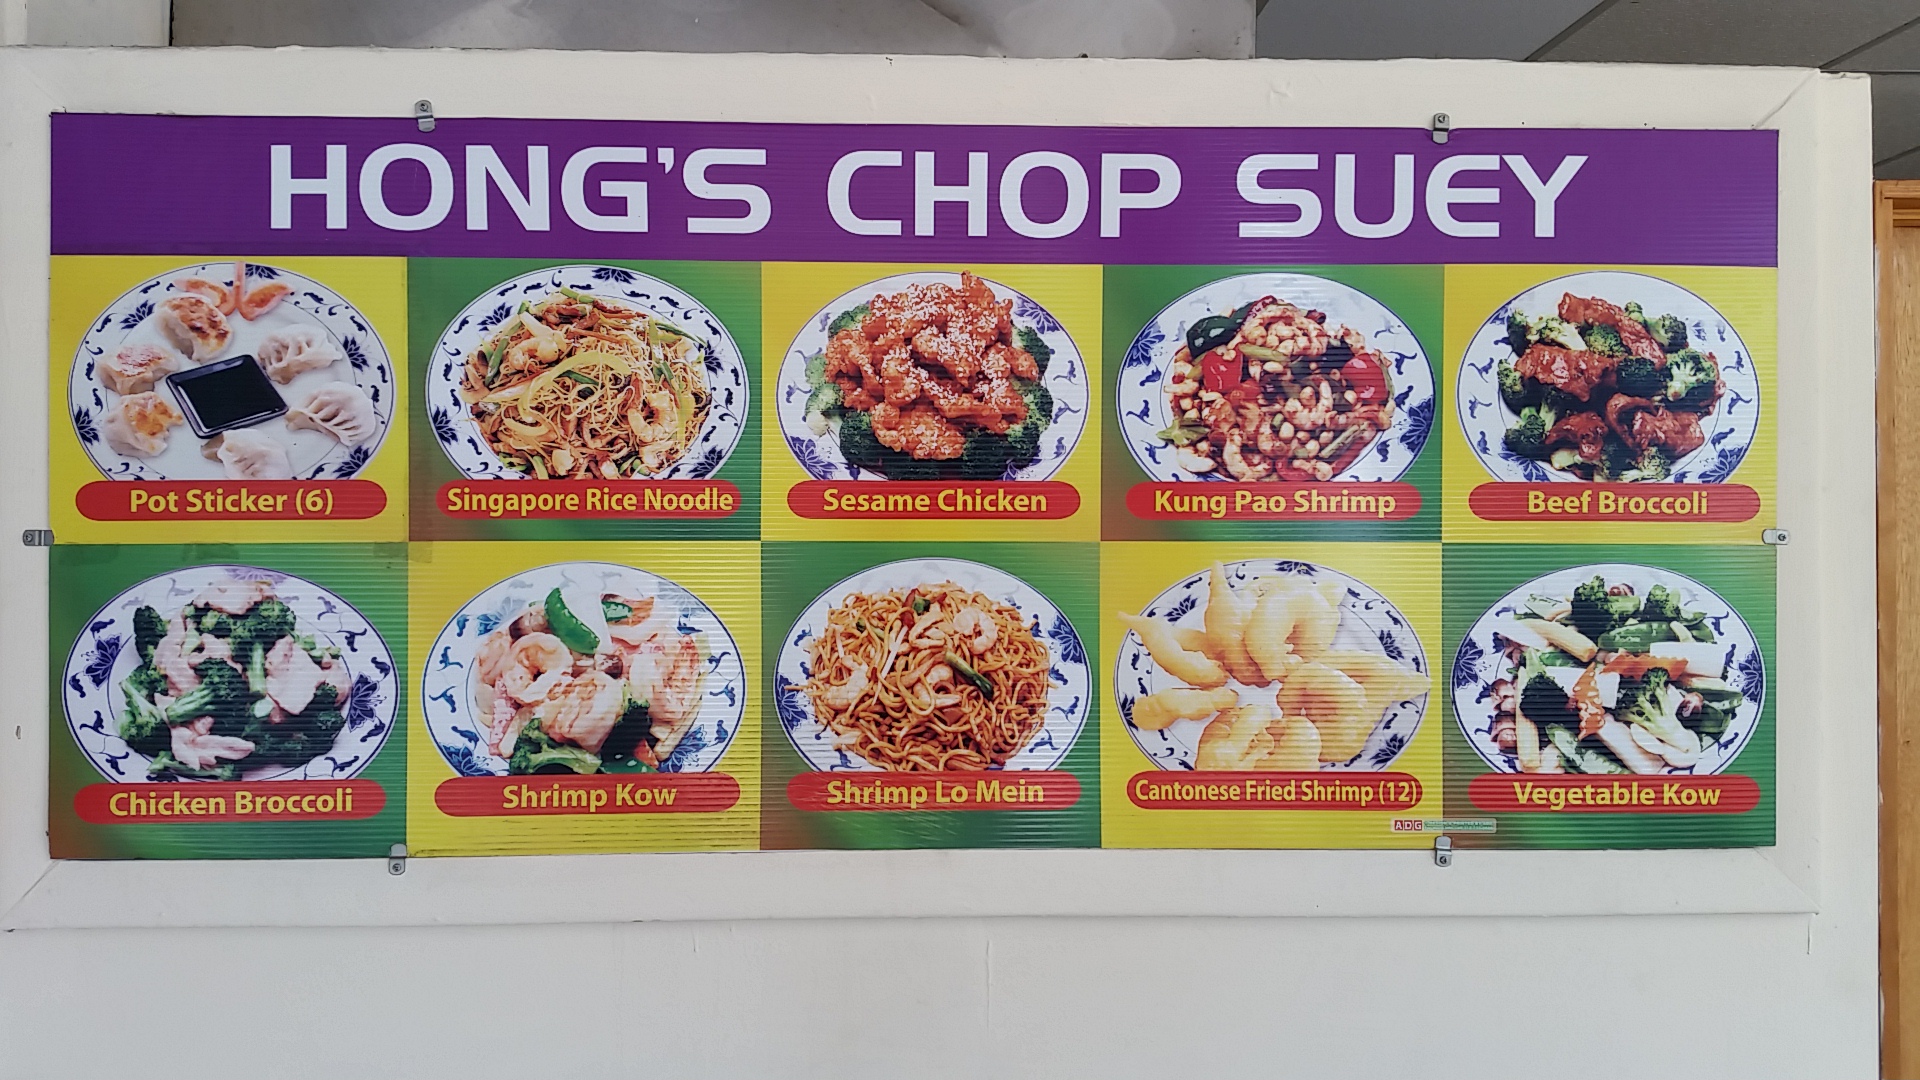 HONG'S CHOP SUEY
Pot Sticker (6)
Singapore Rice Noodle
Sesame Chicken
Kung Pao Shrimp
Beef Broccoli
Chicken Broccoli
Shrimp Kow
Shrimp Lo Mein
Cantonese Fried Shrimp (12)
Vegetable Kow
ADG